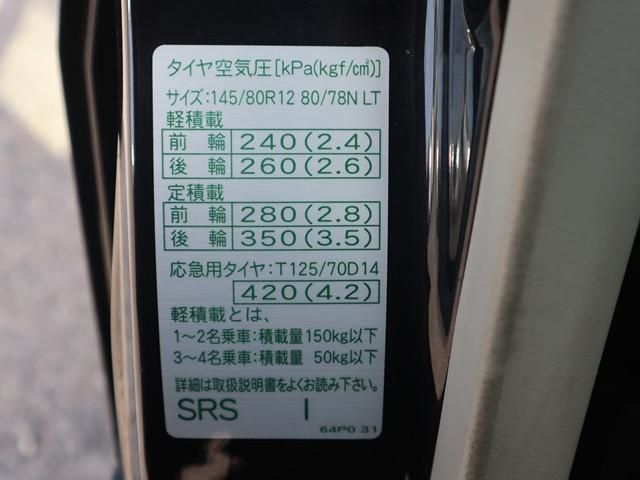 タイヤ空気圧[kPa(kgf/c㎡)]
サイズ:145/80R12 80/78N LT
軽積載
前 輪 240(2.4)
後 輪 260(2.6)
定積載
前 輪 280(2.8)
後 輪 350(3.5)
応急用タイヤ:T125/70D14
420(4.2)
軽積載とは、
1〜2名乗車:積載量150kg以下
3〜4名乗車:積載量 50kg以下
詳細は取扱説明書をよくお読み下さい。
SRS I
64P0 31